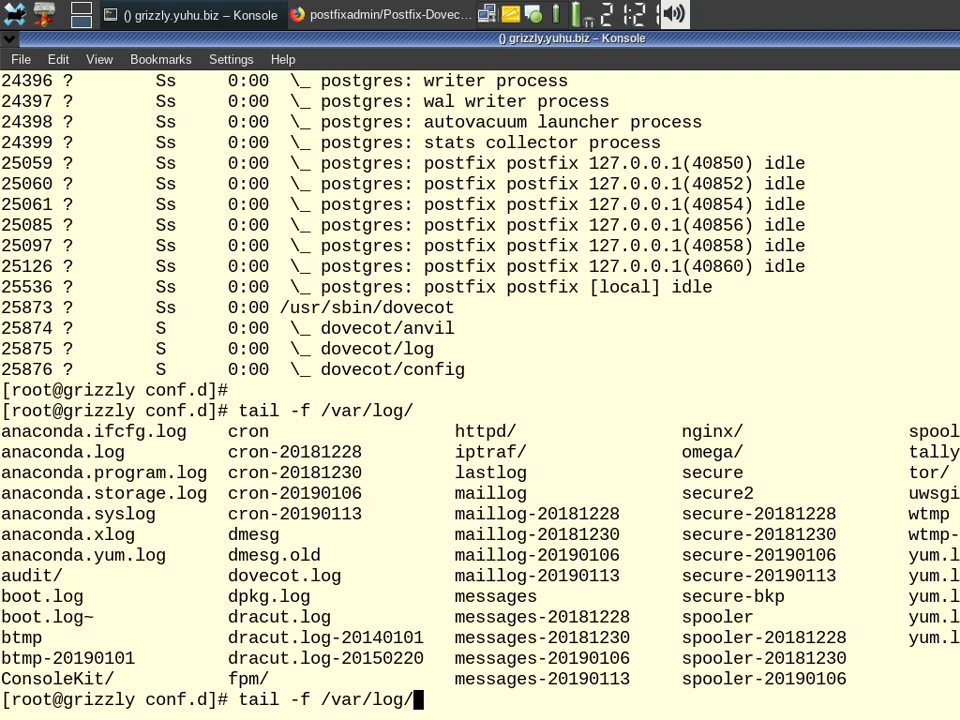 () grizzly.yuhu.biz – Konsole postfixadmin/Postfix-Dovec… 21:21
() grizzly.yuhu.biz – Konsole
File Edit View Bookmarks Settings Help
24396 ? Ss 0:00 \_ postgres: writer process
24397 ? Ss 0:00 \_ postgres: wal writer process
24398 ? Ss 0:00 \_ postgres: autovacuum launcher process
24399 ? Ss 0:00 \_ postgres: stats collector process
25059 ? Ss 0:00 \_ postgres: postfix postfix 127.0.0.1(40850) idle
25060 ? Ss 0:00 \_ postgres: postfix postfix 127.0.0.1(40852) idle
25061 ? Ss 0:00 \_ postgres: postfix postfix 127.0.0.1(40854) idle
25085 ? Ss 0:00 \_ postgres: postfix postfix 127.0.0.1(40856) idle
25097 ? Ss 0:00 \_ postgres: postfix postfix 127.0.0.1(40858) idle
25126 ? Ss 0:00 \_ postgres: postfix postfix 127.0.0.1(40860) idle
25536 ? Ss 0:00 \_ postgres: postfix postfix [local] idle
25873 ? Ss 0:00 /usr/sbin/dovecot
25874 ? S 0:00 \_ dovecot/anvil
25875 ? S 0:00 \_ dovecot/log
25876 ? S 0:00 \_ dovecot/config
[root@grizzly conf.d]#
[root@grizzly conf.d]# tail -f /var/log/
anaconda.ifcfg.log cron httpd/ nginx/ spool
anaconda.log cron-20181228 iptraf/ omega/ tally
anaconda.program.log cron-20181230 lastlog secure tor/
anaconda.storage.log cron-20190106 maillog secure2 uwsgi
anaconda.syslog cron-20190113 maillog-20181228 secure-20181228 wtmp
anaconda.xlog dmesg maillog-20181230 secure-20181230 wtmp-
anaconda.yum.log dmesg.old maillog-20190106 secure-20190106 yum.l
audit/ dovecot.log maillog-20190113 secure-20190113 yum.l
boot.log dpkg.log messages secure-bkp yum.l
boot.log~ dracut.log messages-20181228 spooler yum.l
btmp dracut.log-20140101 messages-20181230 spooler-20181228 yum.l
btmp-20190101 dracut.log-20150220 messages-20190106 spooler-20181230
ConsoleKit/ fpm/ messages-20190113 spooler-20190106
[root@grizzly conf.d]# tail -f /var/log/